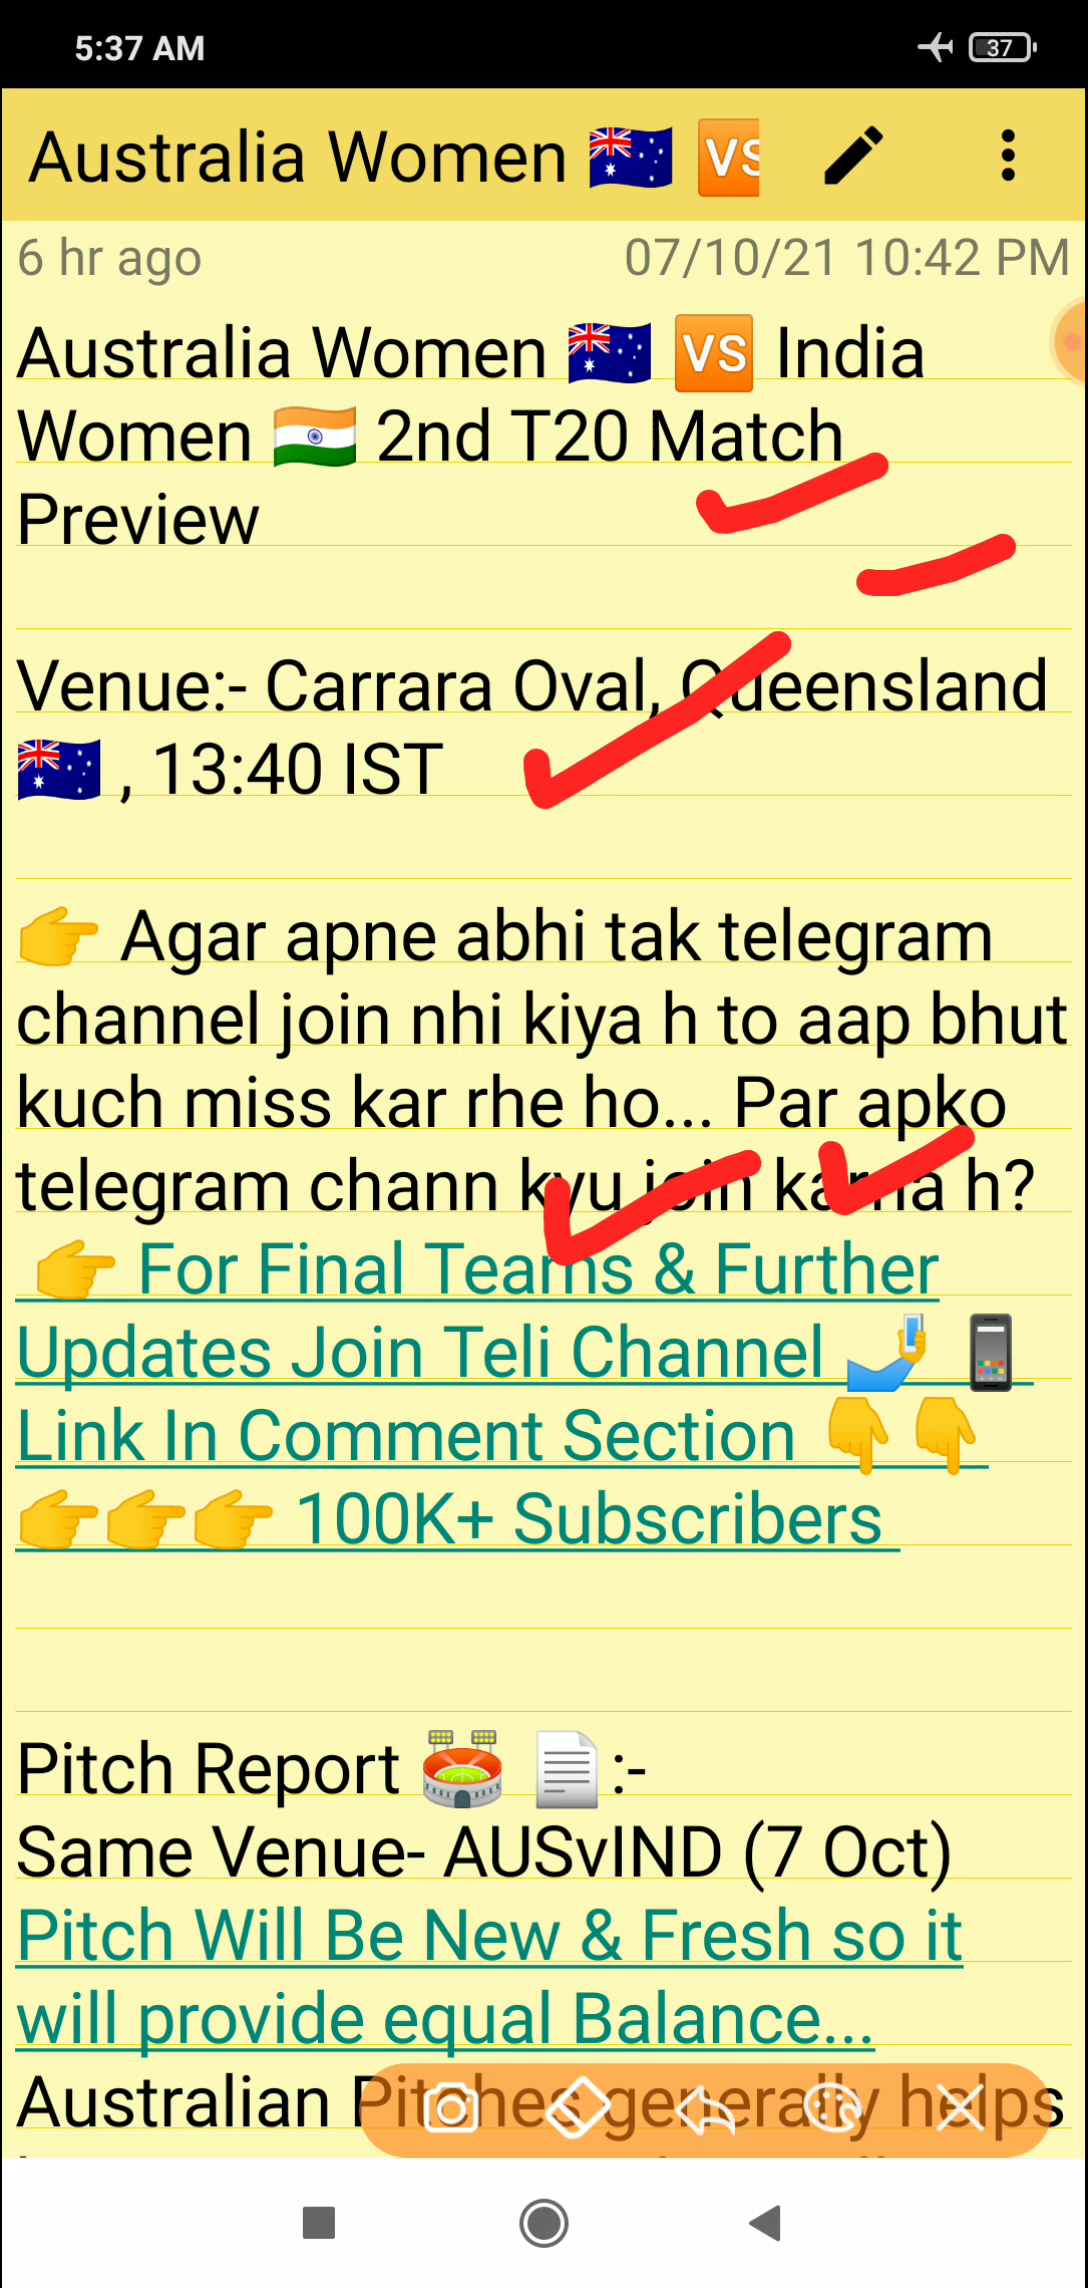 5:37 AM
37
Australia Women 🇦🇺 🆚
6 hr ago 07/10/21 10:42 PM
Australia Women 🇦🇺 🆚 India
Women 🇮🇳 2nd T20 Match
Preview
Venue:- Carrara Oval, Queensland
🇦🇺 , 13:40 IST
👉 Agar apne abhi tak telegram
channel join nhi kiya h to aap bhut
kuch miss kar rhe ho... Par apko
telegram chann kyu join karna h?
👉 For Final Teams & Further
Updates Join Teli Channel 🤳 📱
Link In Comment Section 👇👇
👉👉👉 100K+ Subscribers
Pitch Report 🏟 📄:-
Same Venue- AUSvIND (7 Oct)
Pitch Will Be New & Fresh so it
will provide equal Balance...
Australian Pitches generally helps